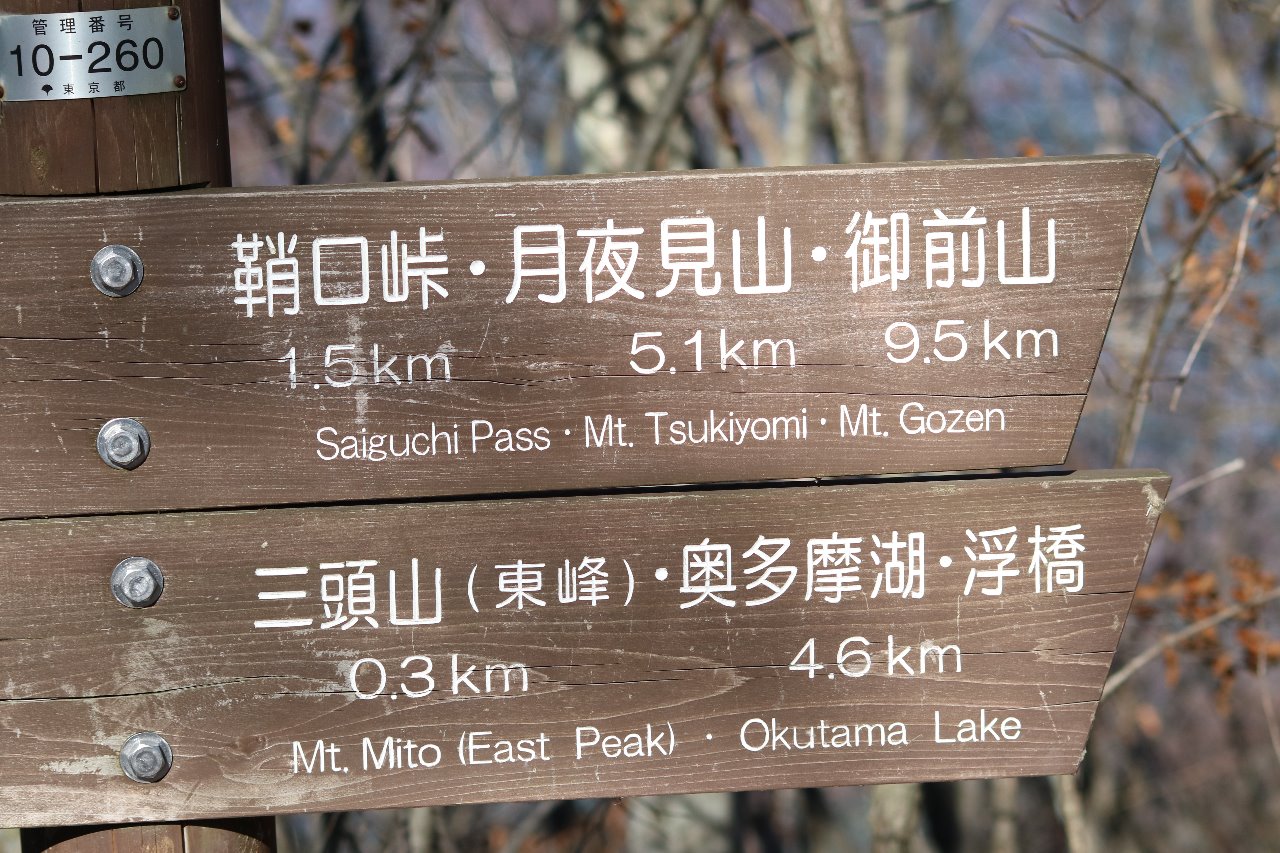 管理番号
10-260
東京都
鞘口峠・月夜見山・御前山
1.5km 5.1km 9.5km
Saiguchi Pass・Mt. Tsukiyomi・Mt. Gozen
三頭山(東峰)・奥多摩湖・浮橋
0.3km 4.6km
Mt. Mito (East Peak)・Okutama Lake